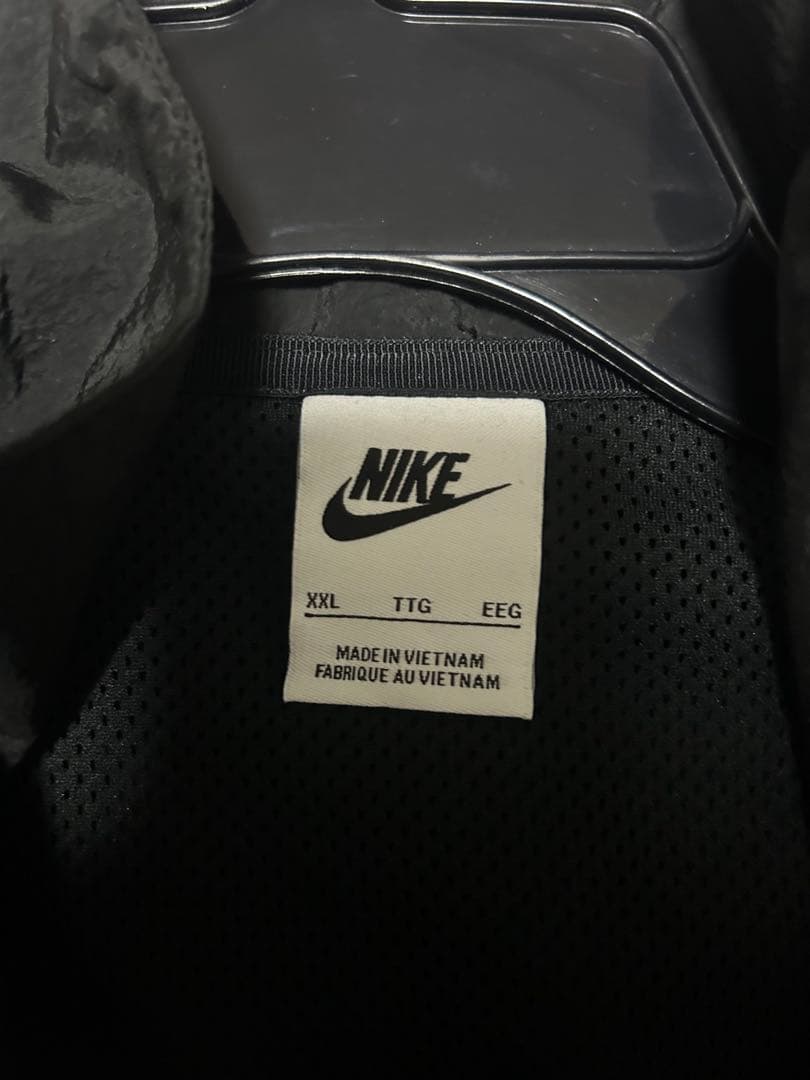 NIKE
XXL TTG EEG
MADE IN VIETNAM
FABRIQUE AU VIETNAM